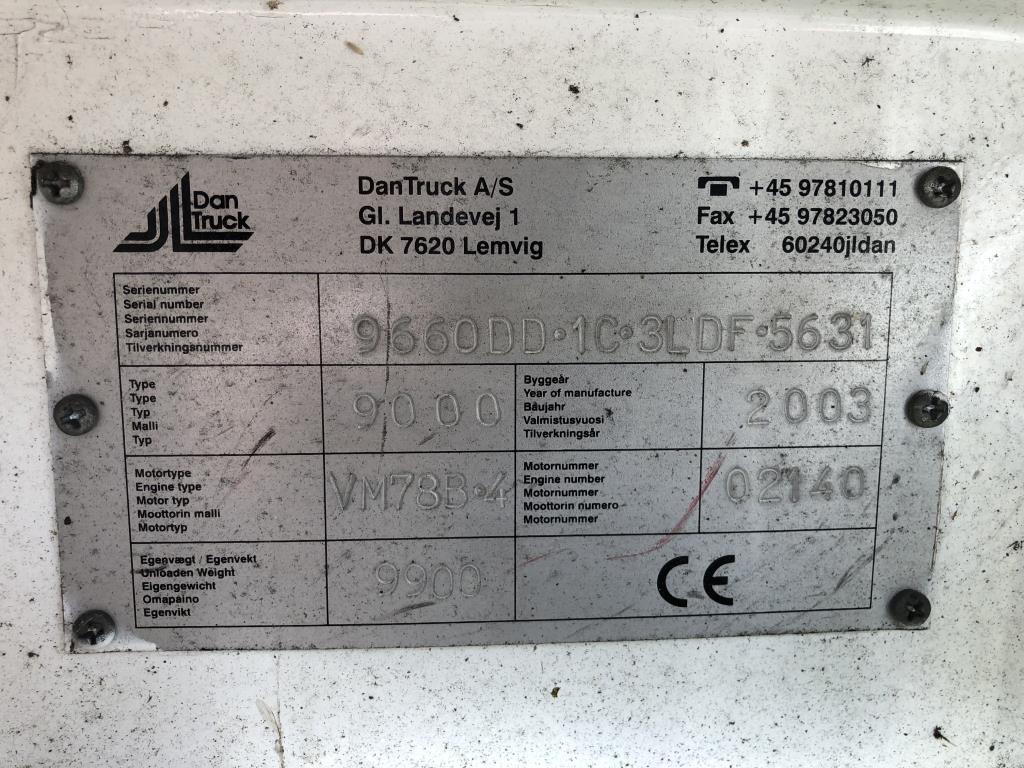 Dan
Truck
DanTruck A/S
Gl. Landevej 1
DK 7620 Lemvig
☎ +45 97810111
Fax +45 97823050
Telex 60240jldan
Serienummer
Serial number
Seriennummer
Sarjanumero
Tilverkningsnummer
9660DD·1C·3LDF·5631
Type
Type
Typ
Malli
Typ
9000
Byggeår
Year of manufacture
Baujahr
Valmistusvuosi
Tilverkningsår
2003
Motortype
Engine type
Motor typ
Moottorin malli
Motortyp
VM78B·4
Motornummer
Engine number
Motornummer
Moottorin numero
Motornummer
02140
Egenvægt / Egenvekt
Unloaden Weight
Eigengewicht
Omapaino
Egenvikt
9900
CE